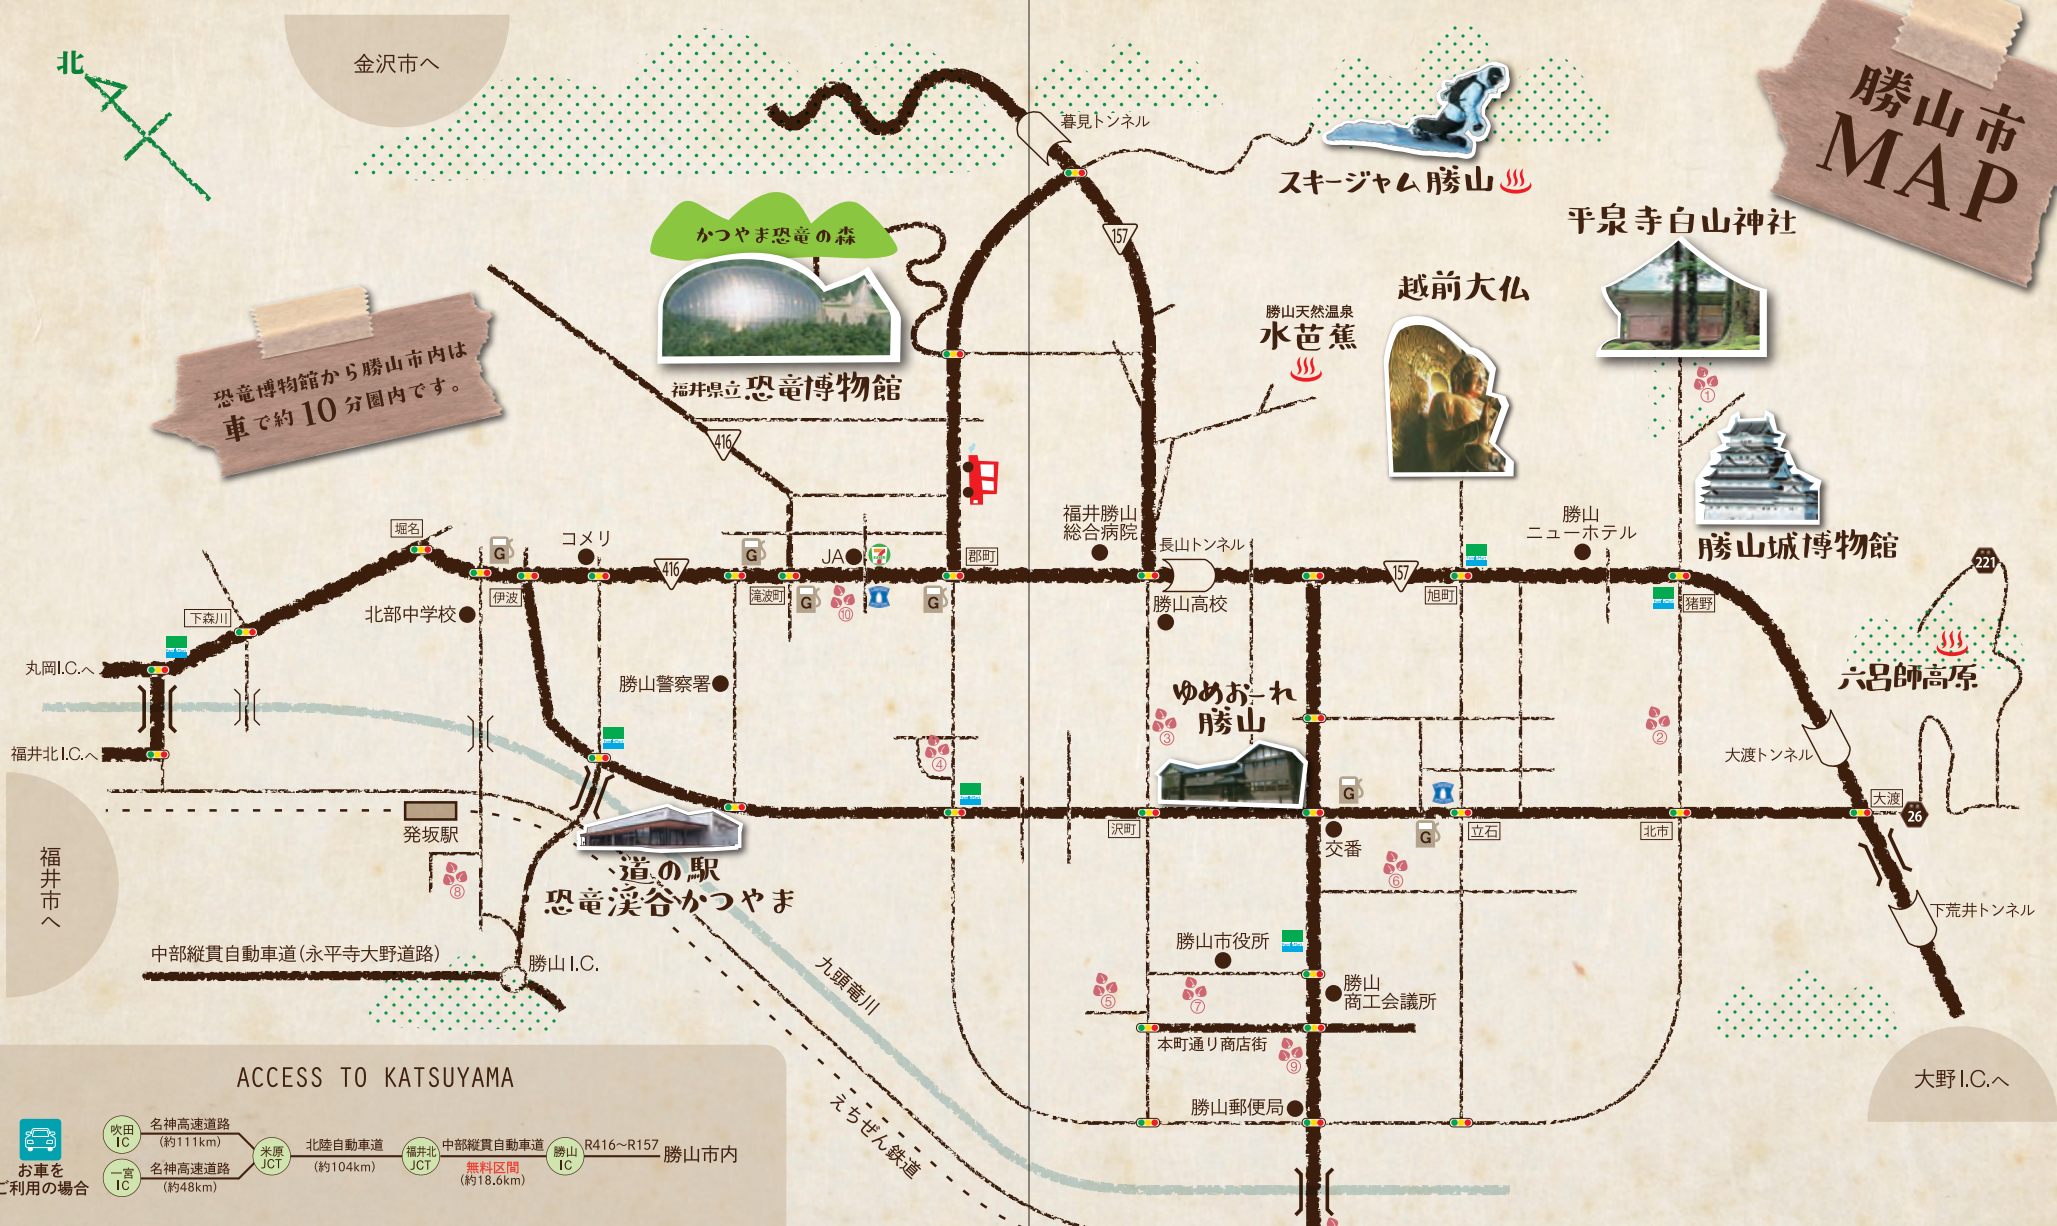 北
金沢市へ
勝山市
MAP
暮見トンネル
スキージャム勝山
157
平泉寺白山神社
かつやま恐竜の森
越前大仏
勝山天然温泉
水芭蕉
恐竜博物館から勝山市内は
車で約10分圏内です。
福井県立恐竜博物館
①
416
勝山城博物館
堀名
G
コメリ
G
JA
7
郡町
福井勝山
総合病院
長山トンネル
勝山
ニューホテル
221
416
157
伊波
滝波町
G
⑩
G
旭町
猪野
下森川
北部中学校
勝山高校
丸岡I.C.へ
勝山警察署
ゆめおーれ
勝山
六呂師高原
③
②
福井北I.C.へ
④
大渡トンネル
G
大渡
26
発坂駅
沢町
交番
G
立石
北市
道の駅
恐竜渓谷かつやま
⑧
⑥
福井市へ
下荒井トンネル
中部縦貫自動車道(永平寺大野道路)
勝山I.C.
九頭竜川
勝山市役所
⑤
⑦
勝山
商工会議所
本町通り商店街
⑨
大野I.C.へ
勝山郵便局
えちぜん鉄道
ACCESS TO KATSUYAMA
お車を
ご利用の場合
吹田
IC
名神高速道路
(約111km)
一宮
IC
名神高速道路
(約48km)
米原
JCT
北陸自動車道
(約104km)
福井北
JCT
中部縦貫自動車道
無料区間
(約18.6km)
勝山
IC
R416～R157
勝山市内